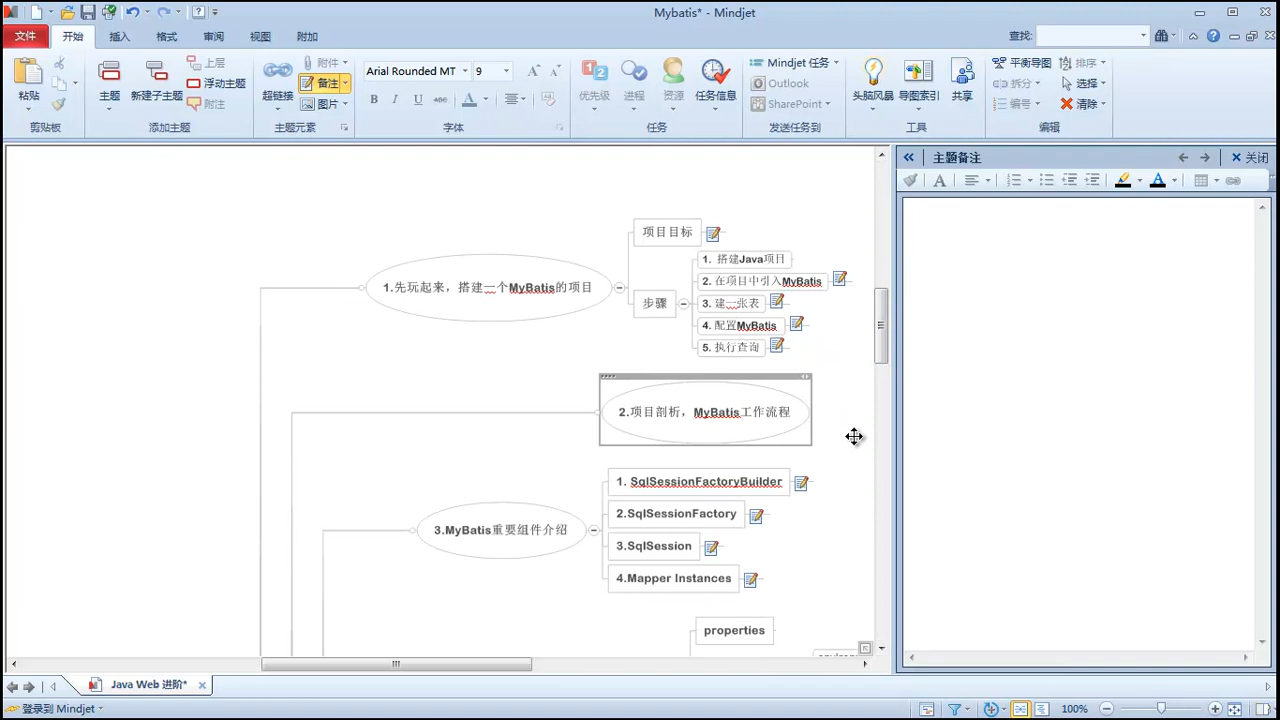 Mybatis* - Mindjet
文件 开始 插入 格式 审阅 视图 附加 查找:
粘贴 剪贴板
主题 新建子主题 上层 浮动主题 附注 添加主题
超链接 附件 备注 图片 主题元素
Arial Rounded MT 9 B I U abc A 字体
优先级 进程 资源 任务信息 任务
Mindjet 任务 Outlook SharePoint 发送任务到
头脑风暴 导图索引 共享 工具
平衡导图 排序 拆分 选择 编号 清除 编辑
主题备注 关闭
项目目标
1.先玩起来，搭建一个MyBatis的项目
步骤
1. 搭建Java项目
2. 在项目中引入MyBatis
3. 建一张表
4. 配置MyBatis
5. 执行查询
2.项目剖析，MyBatis工作流程
3.MyBatis重要组件介绍
1. SqlSessionFactoryBuilder
2.SqlSessionFactory
3.SqlSession
4.Mapper Instances
properties
Java Web 进阶*
登录到 Mindjet 100%